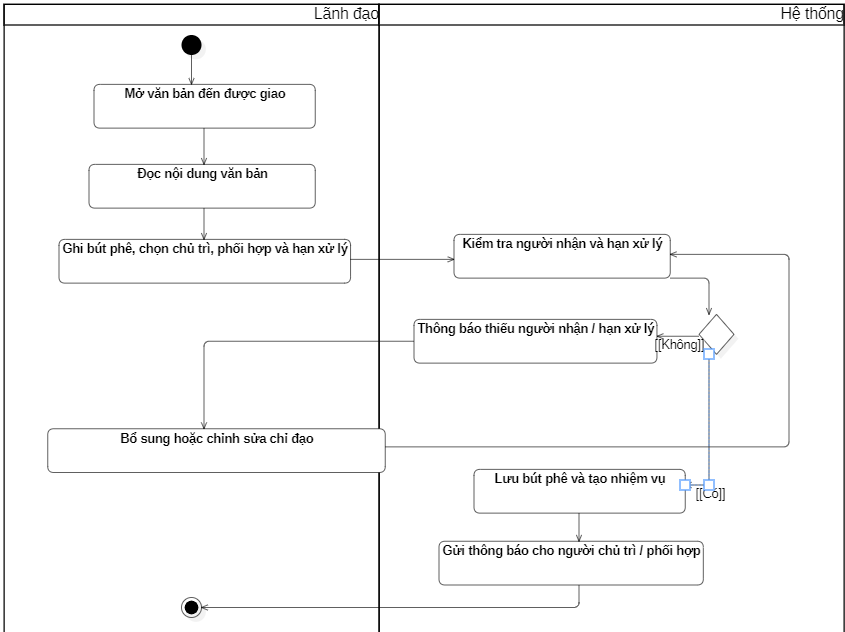 Lãnh đạo
Hệ thống
Mở văn bản đến được giao
Đọc nội dung văn bản
Ghi bút phê, chọn chủ trì, phối hợp và hạn xử lý
Kiểm tra người nhận và hạn xử lý
Thông báo thiếu người nhận / hạn xử lý
[[Không]]
Bổ sung hoặc chỉnh sửa chỉ đạo
Lưu bút phê và tạo nhiệm vụ
[[Có]]
Gửi thông báo cho người chủ trì / phối hợp